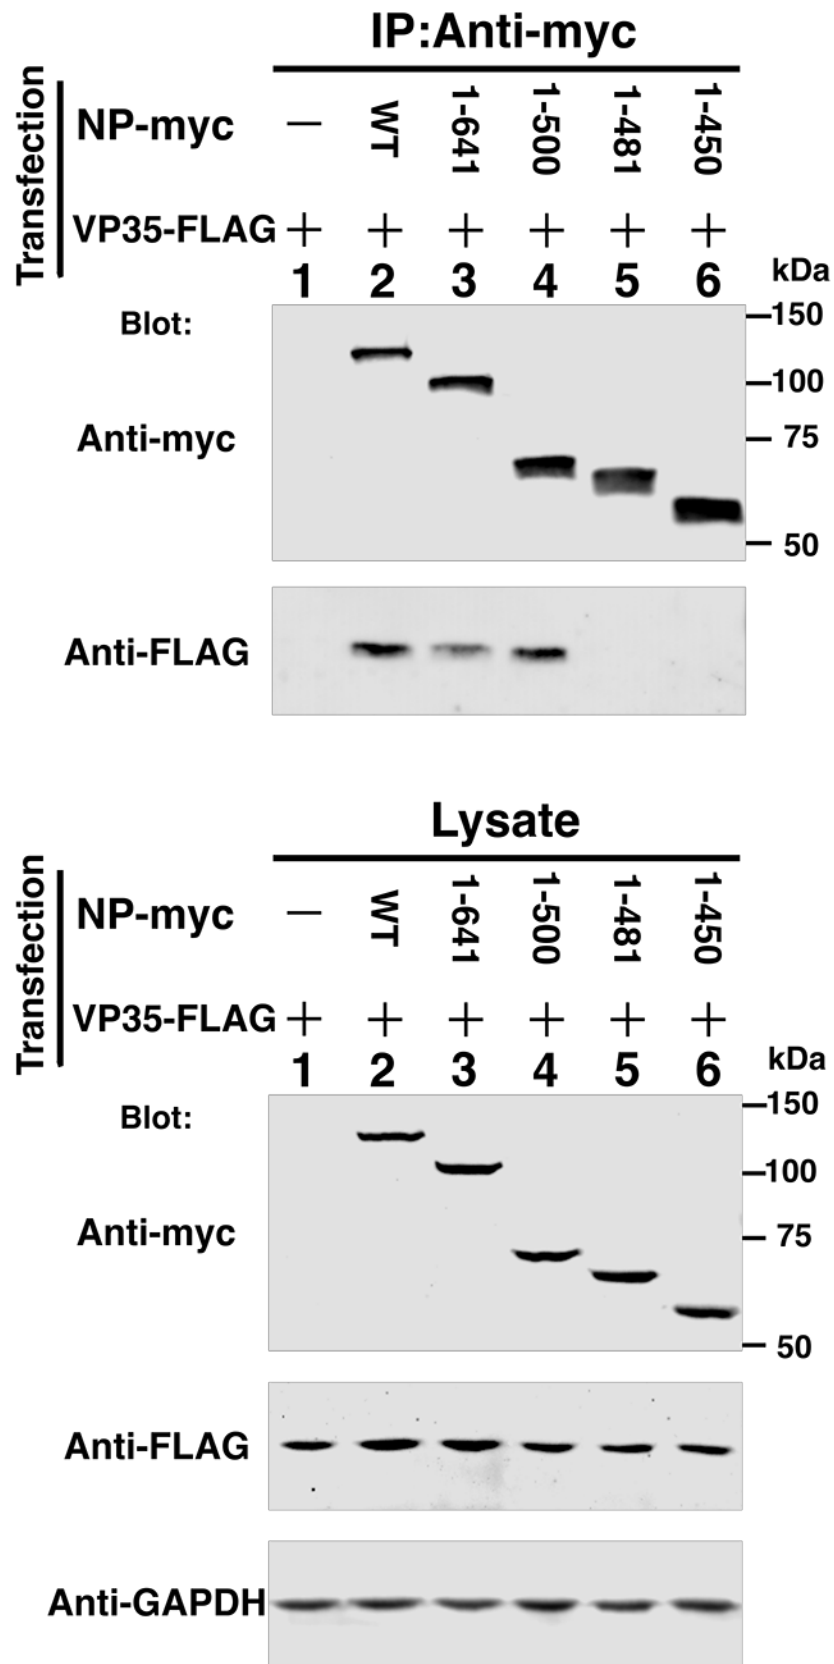 IP:Anti-myc
Transfection
NP-myc — WT 1-641 1-500 1-481 1-450
VP35-FLAG + + + + + +
1 2 3 4 5 6 kDa
Blot:
150
100
Anti-myc
75
50
Anti-FLAG
Lysate
Transfection
NP-myc — WT 1-641 1-500 1-481 1-450
VP35-FLAG + + + + + +
1 2 3 4 5 6 kDa
Blot:
150
100
Anti-myc
75
50
Anti-FLAG
Anti-GAPDH